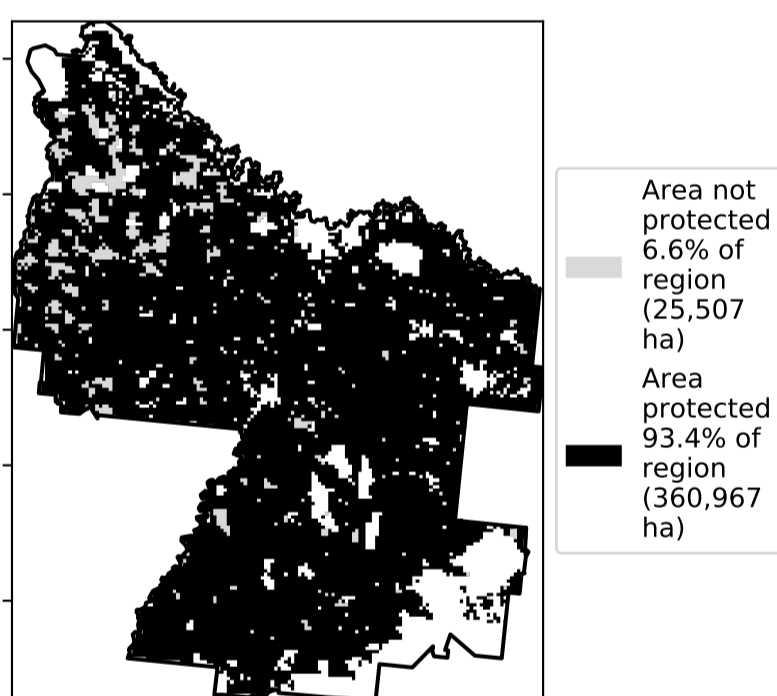 Area not
protected
6.6% of
region
(25,507
ha)
Area
protected
93.4% of
region
(360,967
ha)